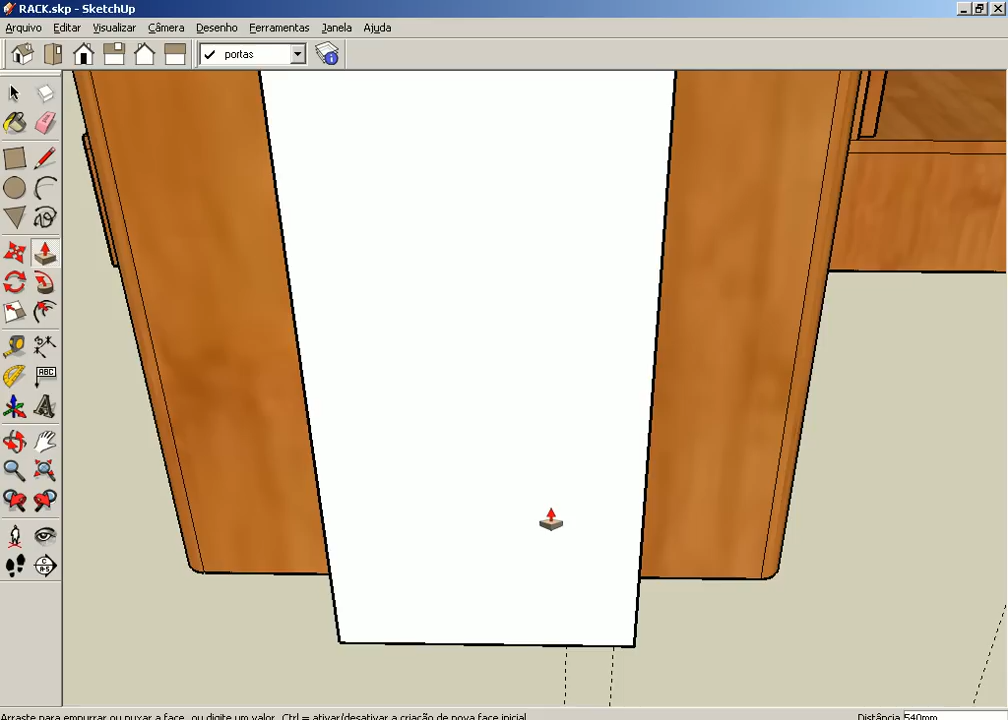 RACK.skp - SketchUp
Arquivo Editar Visualizar Câmera Desenho Ferramentas Janela Ajuda
portas
ABC
Arraste para empurrar ou puxar a face, ou digite um valor. Ctrl = ativar/desativar a criação de nova face inicial. Distância 540mm